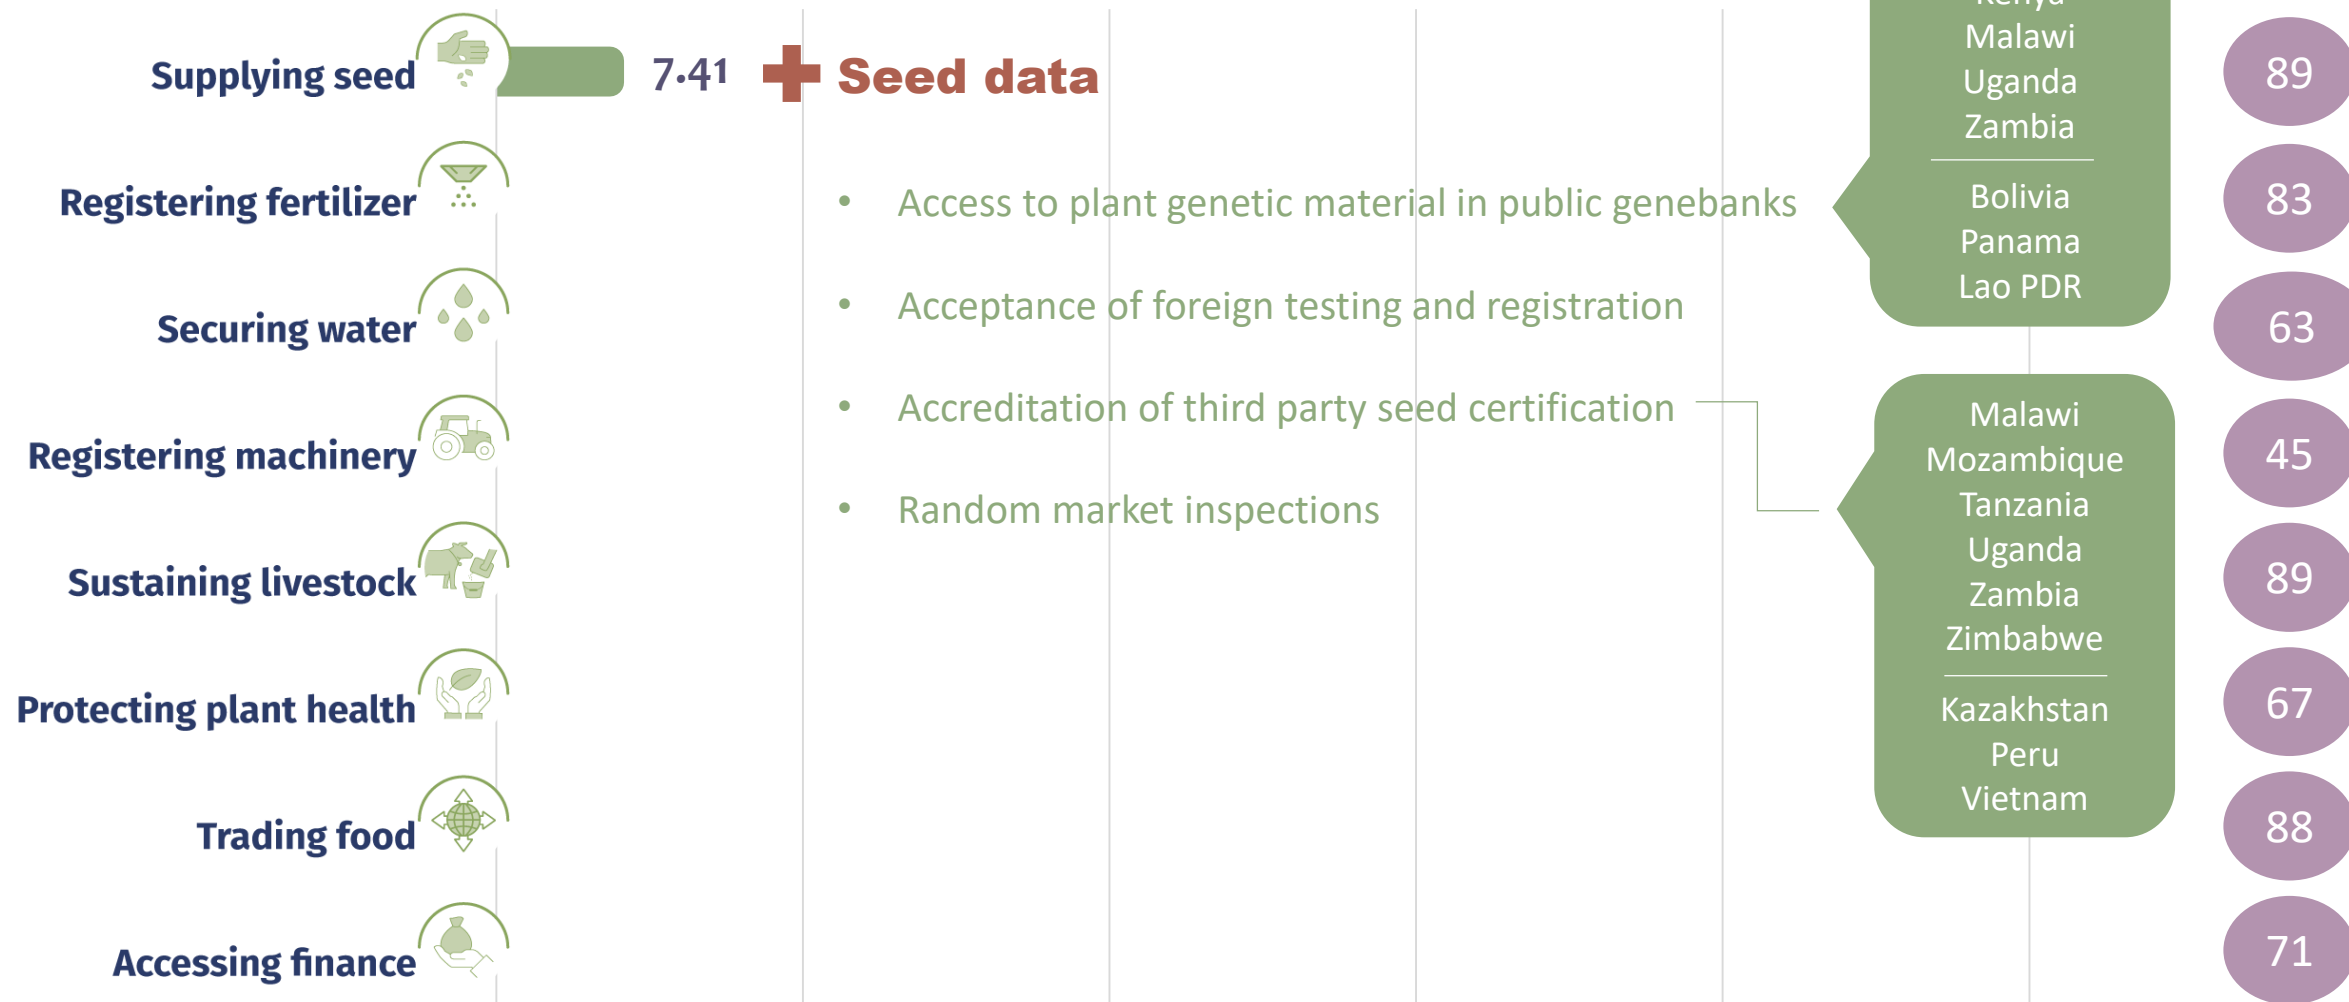 Kenya
Supplying seed
7.41
Seed data
Malawi
Uganda
Zambia
89
Registering fertilizer
• Access to plant genetic material in public genebanks
Bolivia
Panama
Lao PDR
83
Securing water
• Acceptance of foreign testing and registration
63
Registering machinery
• Accreditation of third party seed certification
Malawi
Mozambique
Tanzania
Uganda
Zambia
Zimbabwe
45
• Random market inspections
Sustaining livestock
89
Protecting plant health
Kazakhstan
Peru
Vietnam
67
Trading food
88
Accessing finance
71